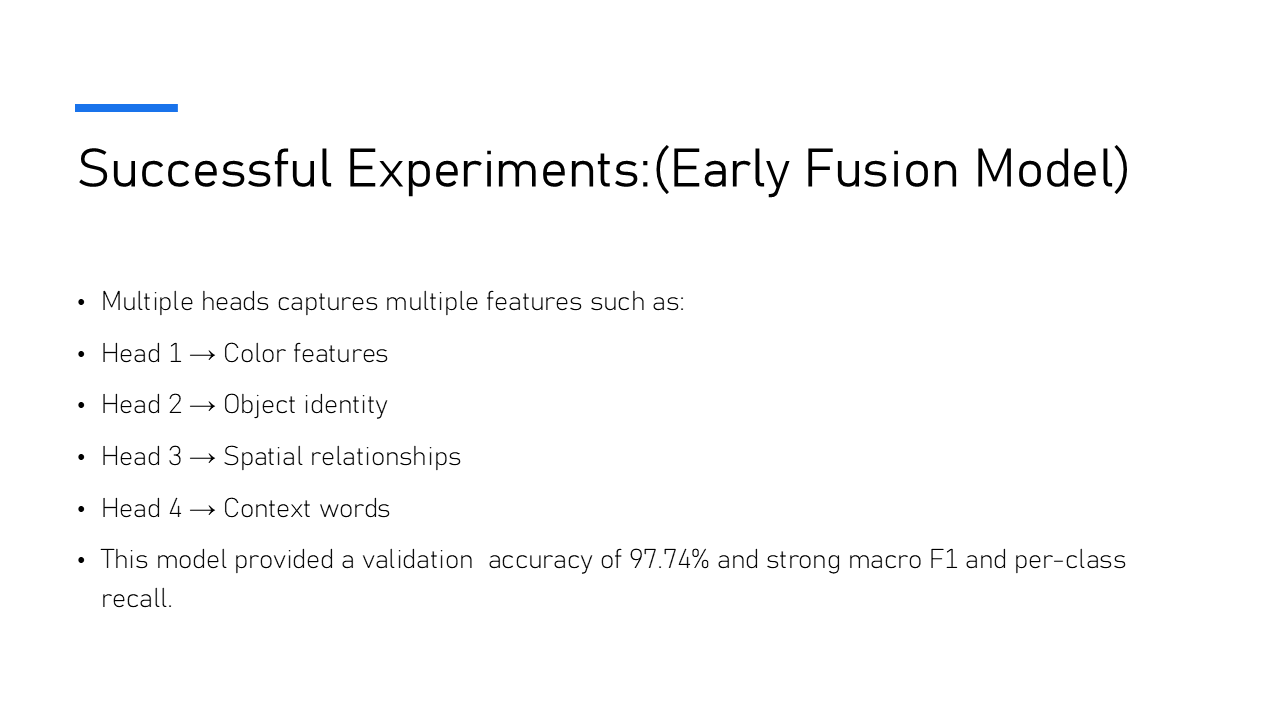 Successful Experiments:(Early Fusion Model)
• Multiple heads captures multiple features such as:
• Head 1 → Color features
• Head 2 → Object identity
• Head 3 → Spatial relationships
• Head 4 → Context words
• This model provided a validation  accuracy of 97.74% and strong macro F1 and per-class
recall.